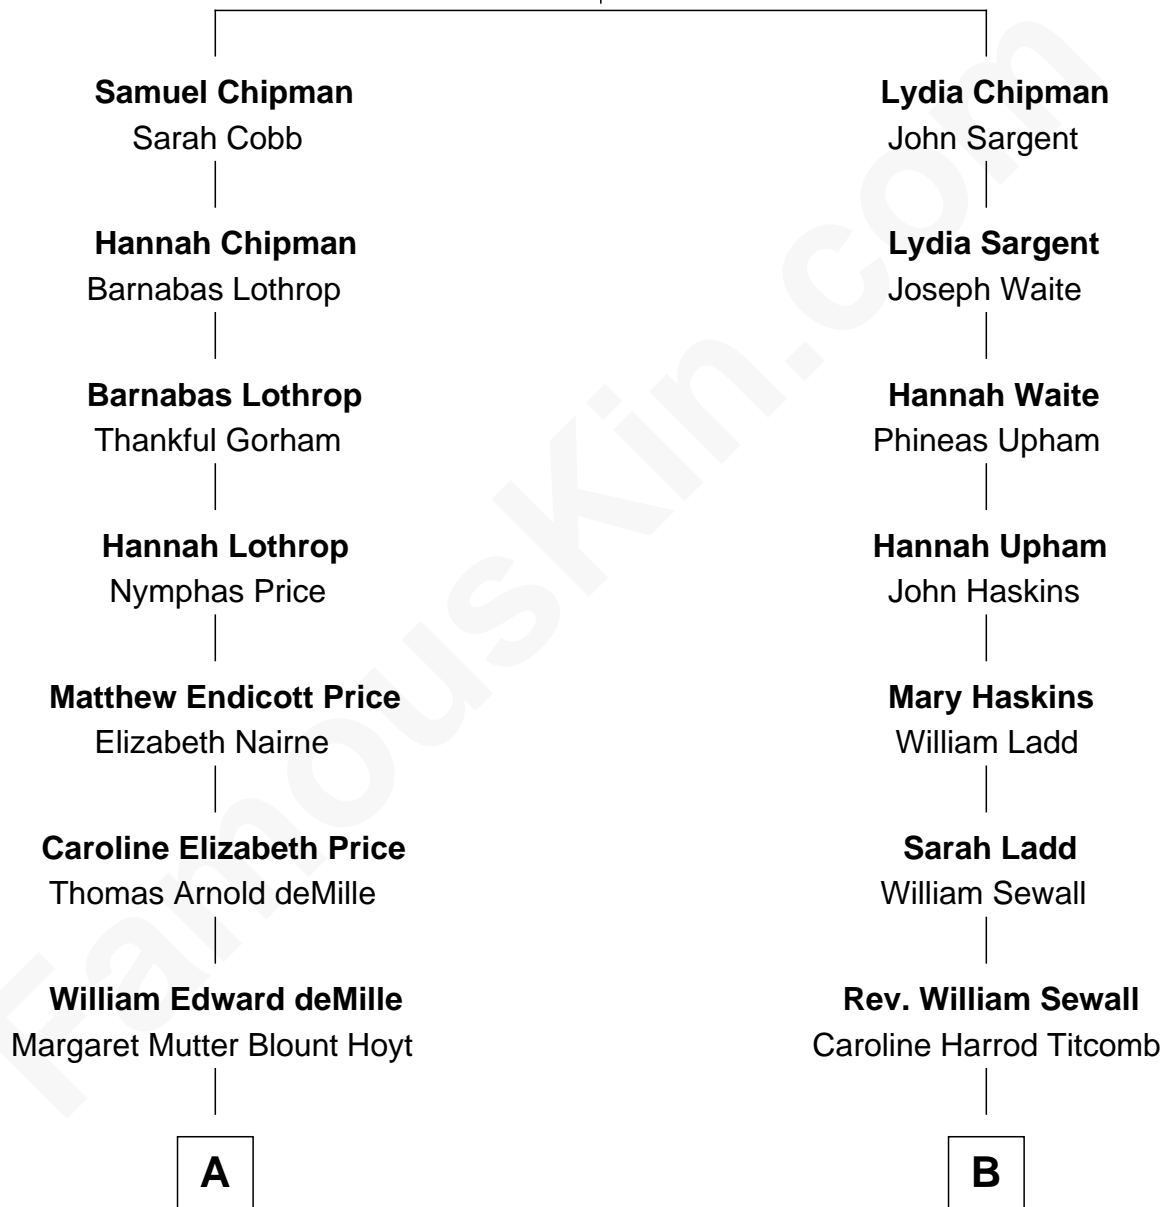 Samuel Chipman
Sarah Cobb
Hannah Chipman
Barnabas Lothrop
Barnabas Lothrop
Thankful Gorham
Hannah Lothrop
Nymphas Price
Matthew Endicott Price
Elizabeth Nairne
Caroline Elizabeth Price
Thomas Arnold deMille
William Edward deMille
Margaret Mutter Blount Hoyt
A
Lydia Chipman
John Sargent
Lydia Sargent
Joseph Waite
Hannah Waite
Phineas Upham
Hannah Upham
John Haskins
Mary Haskins
William Ladd
Sarah Ladd
William Sewall
Rev. William Sewall
Caroline Harrod Titcomb
B
FamousKin.com